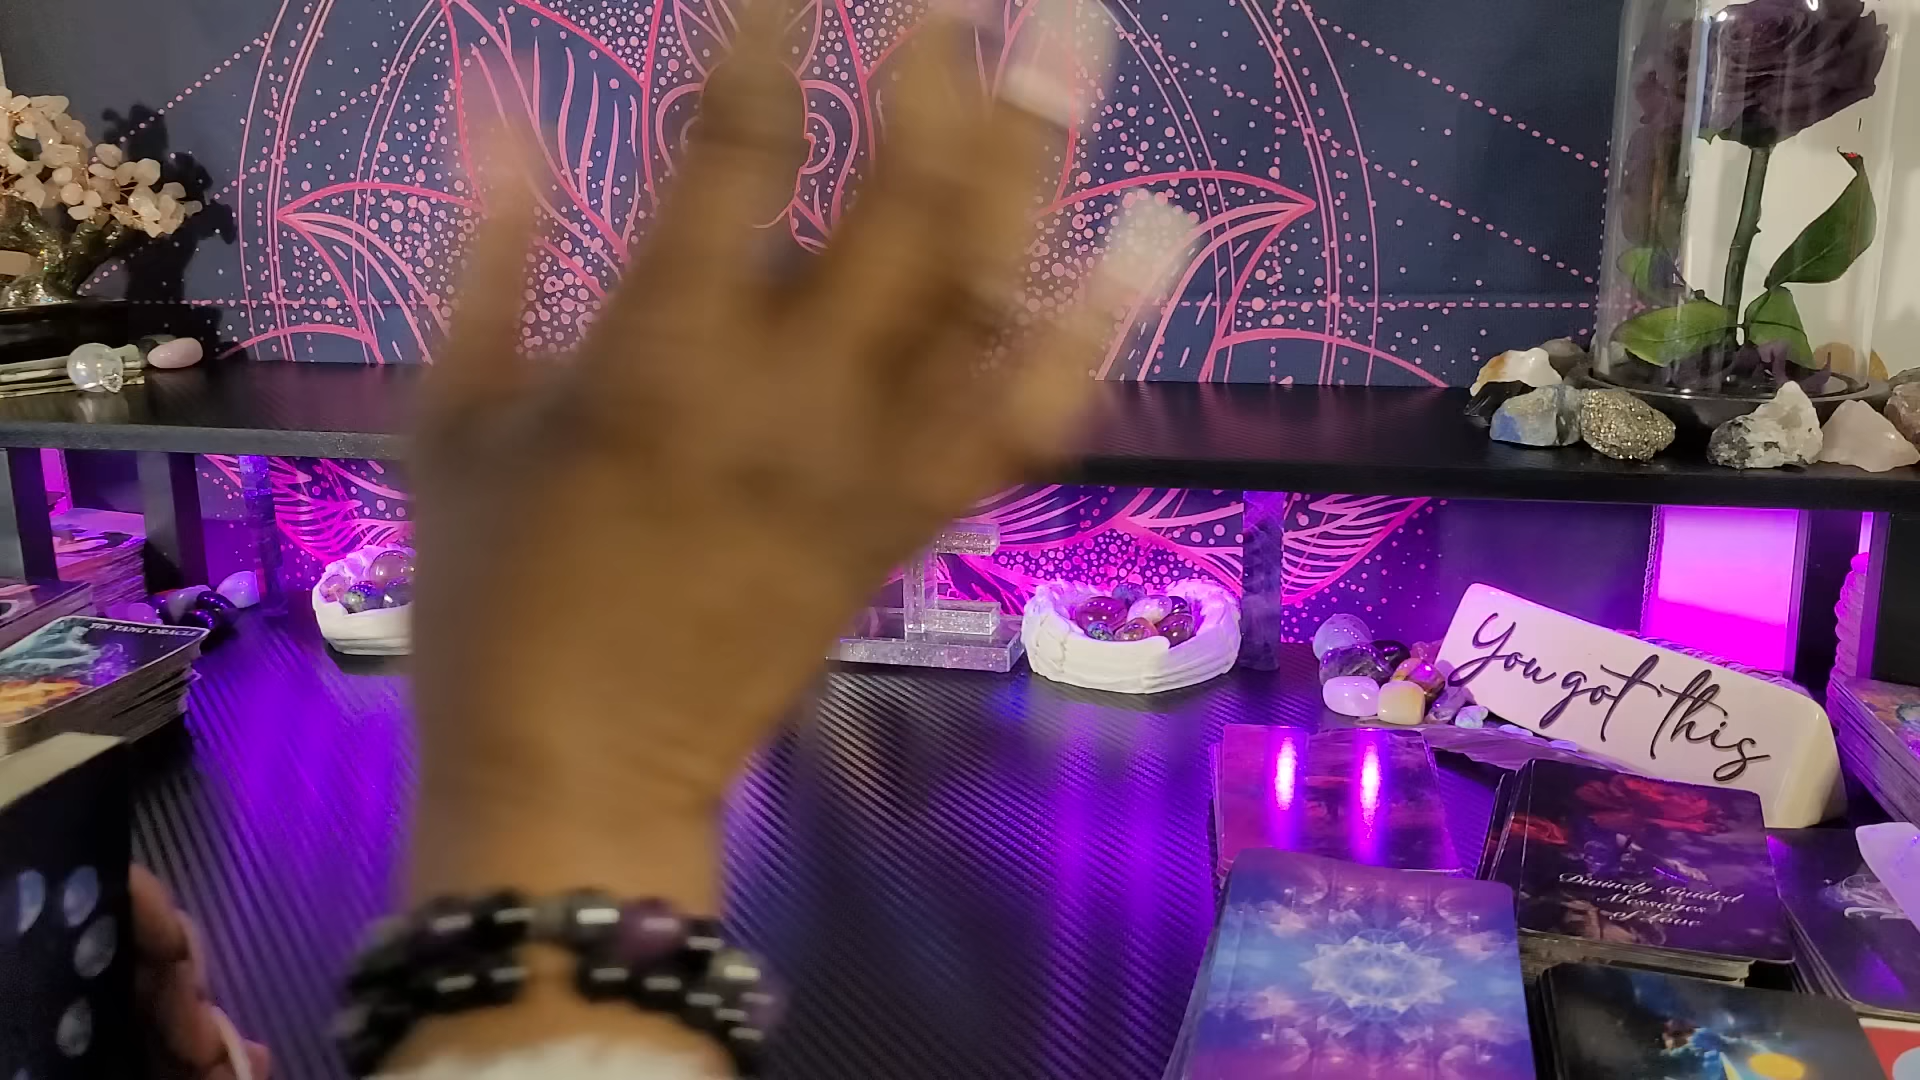 YIN YANG ORACLE
You got this
Divinely Guided
Messages
of Love